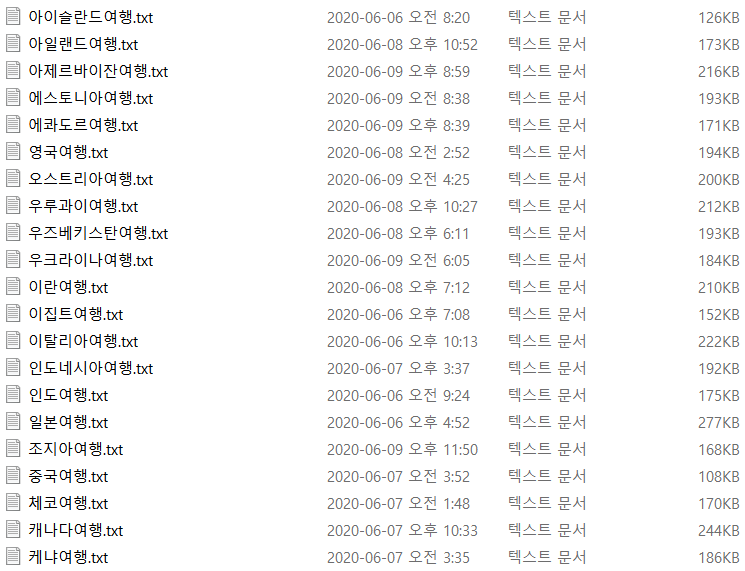 아이슬란드여행.txt 2020-06-06 오전 8:20 텍스트 문서 126KB
아일랜드여행.txt 2020-06-08 오후 10:52 텍스트 문서 173KB
아제르바이잔여행.txt 2020-06-09 오후 8:59 텍스트 문서 216KB
에스토니아여행.txt 2020-06-09 오전 8:38 텍스트 문서 193KB
에콰도르여행.txt 2020-06-09 오후 8:39 텍스트 문서 171KB
영국여행.txt 2020-06-08 오전 2:52 텍스트 문서 194KB
오스트리아여행.txt 2020-06-09 오전 4:25 텍스트 문서 200KB
우루과이여행.txt 2020-06-08 오후 10:27 텍스트 문서 212KB
우즈베키스탄여행.txt 2020-06-08 오후 6:11 텍스트 문서 193KB
우크라이나여행.txt 2020-06-09 오전 6:05 텍스트 문서 184KB
이란여행.txt 2020-06-08 오후 7:12 텍스트 문서 210KB
이집트여행.txt 2020-06-06 오전 7:08 텍스트 문서 152KB
이탈리아여행.txt 2020-06-06 오후 10:13 텍스트 문서 222KB
인도네시아여행.txt 2020-06-07 오후 3:37 텍스트 문서 192KB
인도여행.txt 2020-06-06 오전 9:24 텍스트 문서 175KB
일본여행.txt 2020-06-06 오후 4:52 텍스트 문서 277KB
조지아여행.txt 2020-06-09 오후 11:50 텍스트 문서 168KB
중국여행.txt 2020-06-07 오전 3:52 텍스트 문서 108KB
체코여행.txt 2020-06-07 오전 1:48 텍스트 문서 170KB
캐나다여행.txt 2020-06-07 오후 10:33 텍스트 문서 244KB
케냐여행.txt 2020-06-07 오전 3:35 텍스트 문서 186KB